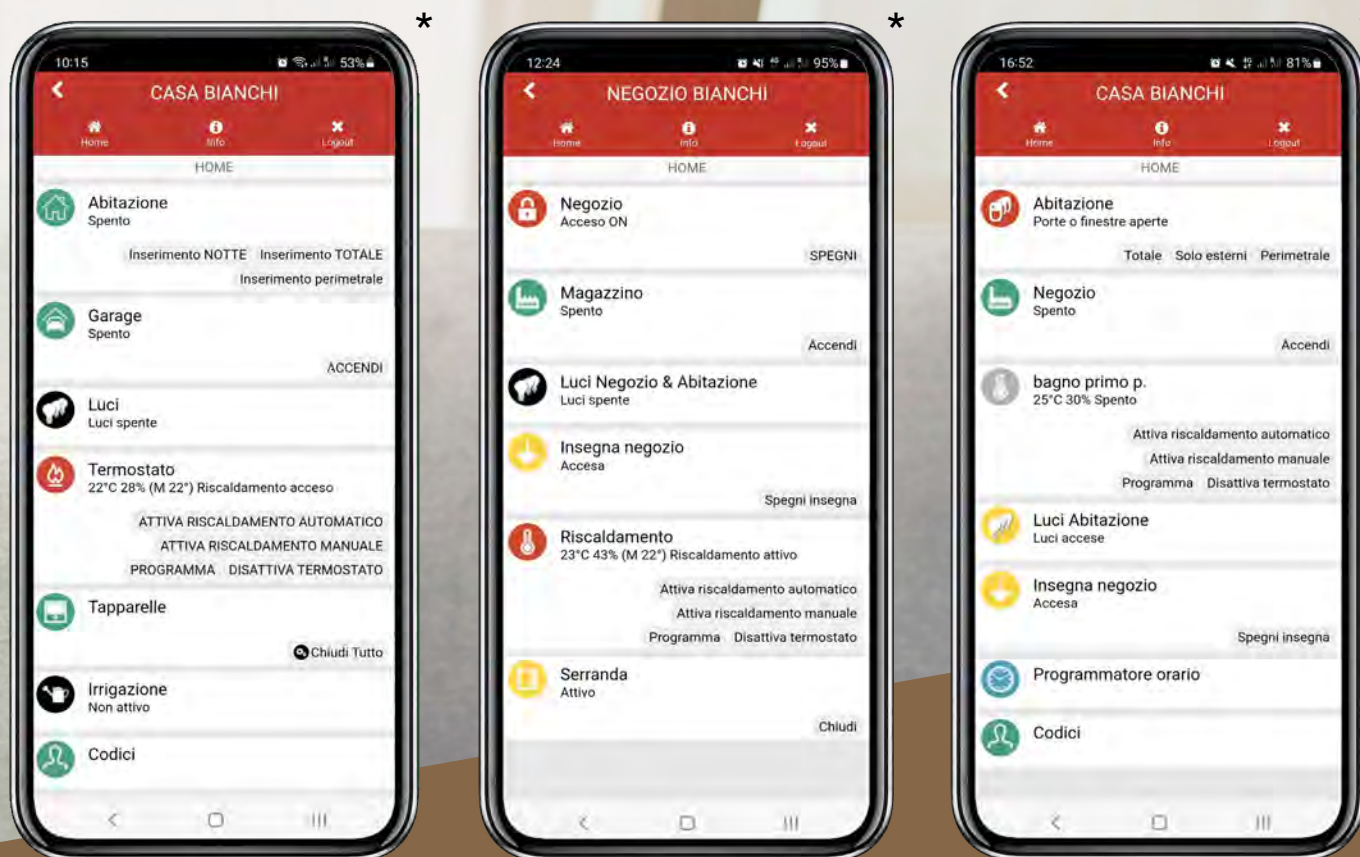 *
10:15 53%
CASA BIANCHI
Home Info Logout
HOME
Abitazione
Spento
Inserimento NOTTE Inserimento TOTALE
Inserimento perimetrale
Garage
Spento
ACCENDI
Luci
Luci spente
Termostato
22°C 28% (M 22°) Riscaldamento acceso
ATTIVA RISCALDAMENTO AUTOMATICO
ATTIVA RISCALDAMENTO MANUALE
PROGRAMMA DISATTIVA TERMOSTATO
Tapparelle
Chiudi Tutto
Irrigazione
Non attivo
Codici
*
12:24 95%
NEGOZIO BIANCHI
Home Info Logout
HOME
Negozio
Acceso ON
SPEGNI
Magazzino
Spento
Accendi
Luci Negozio & Abitazione
Luci spente
Insegna negozio
Accesa
Spegni insegna
Riscaldamento
23°C 43% (M 22°) Riscaldamento attivo
Attiva riscaldamento automatico
Attiva riscaldamento manuale
Programma Disattiva termostato
Serranda
Attivo
Chiudi
16:52 81%
CASA BIANCHI
Home Info Logout
HOME
Abitazione
Porte o finestre aperte
Totale Solo esterni Perimetrale
Negozio
Spento
Accendi
bagno primo p.
25°C 30% Spento
Attiva riscaldamento automatico
Attiva riscaldamento manuale
Programma Disattiva termostato
Luci Abitazione
Luci accese
Insegna negozio
Accesa
Spegni insegna
Programmatore orario
Codici